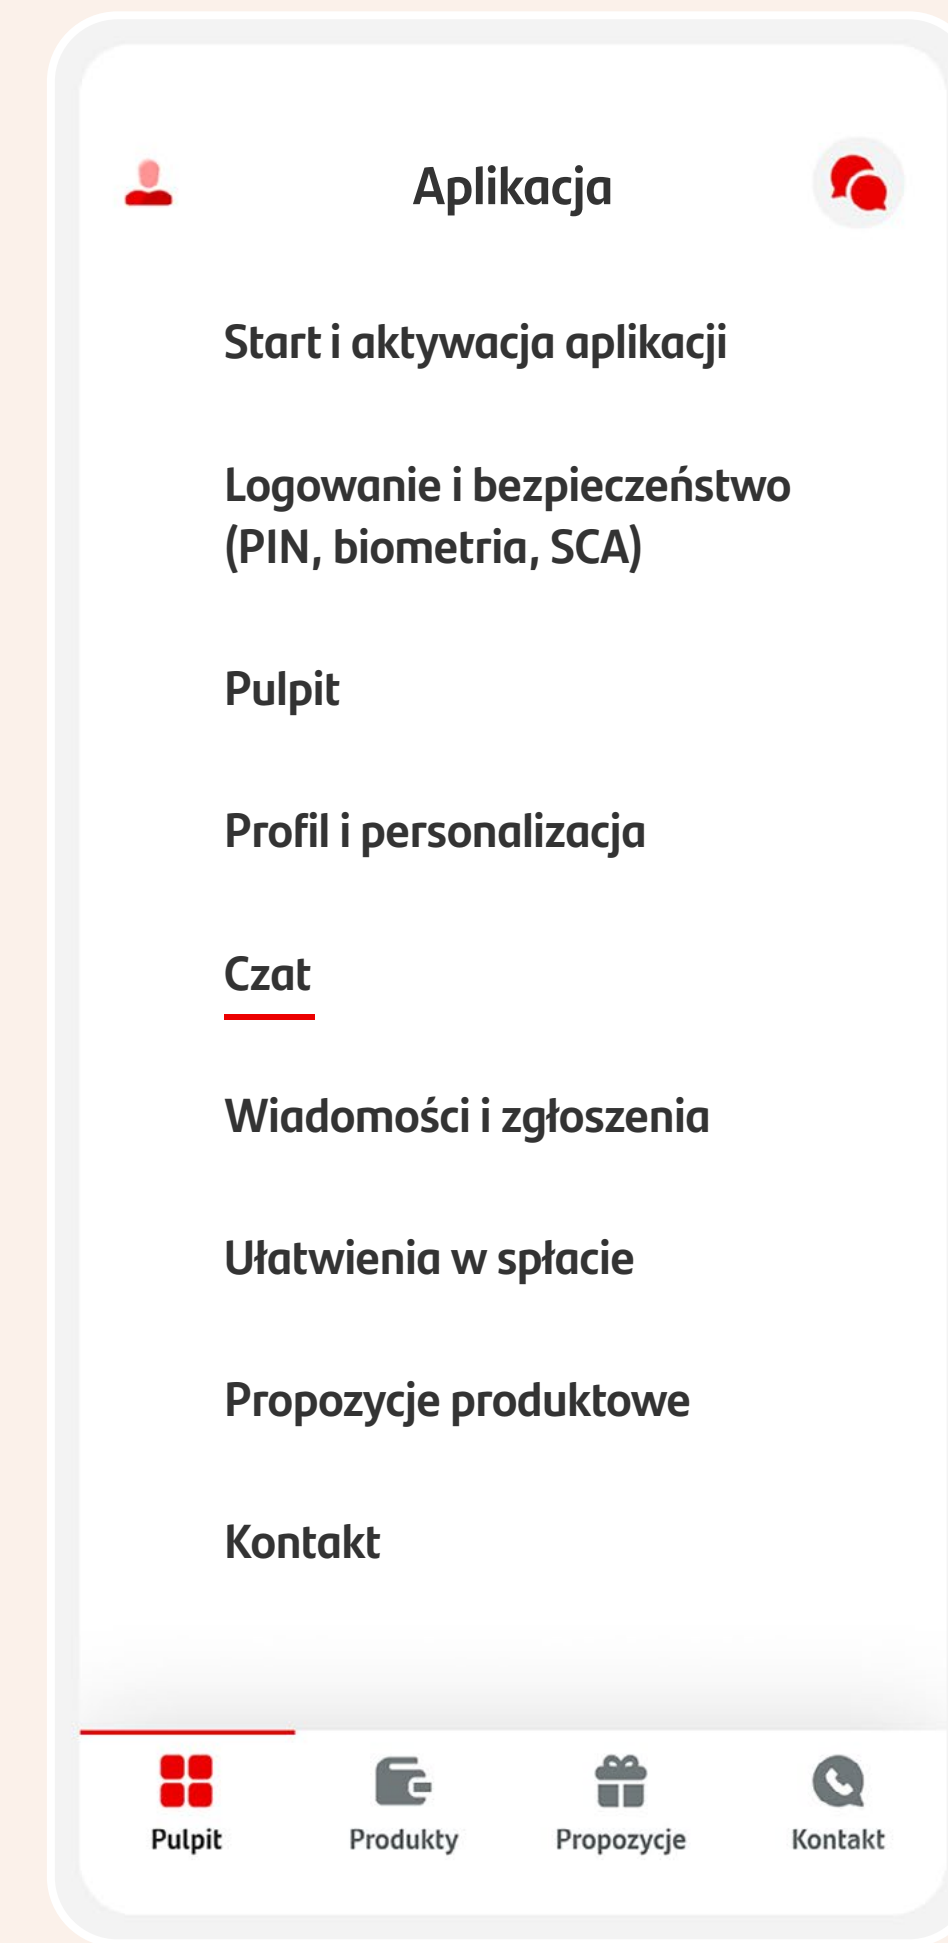 Aplikacja
Start i aktywacja aplikacji
Logowanie i bezpieczeństwo
(PIN, biometria, SCA)
Pulpit
Profil i personalizacja
Czat
Wiadomości i zgłoszenia
Ułatwienia w spłacie
Propozycje produktowe
Kontakt
Pulpit
Produkty
Propozycje
Kontakt